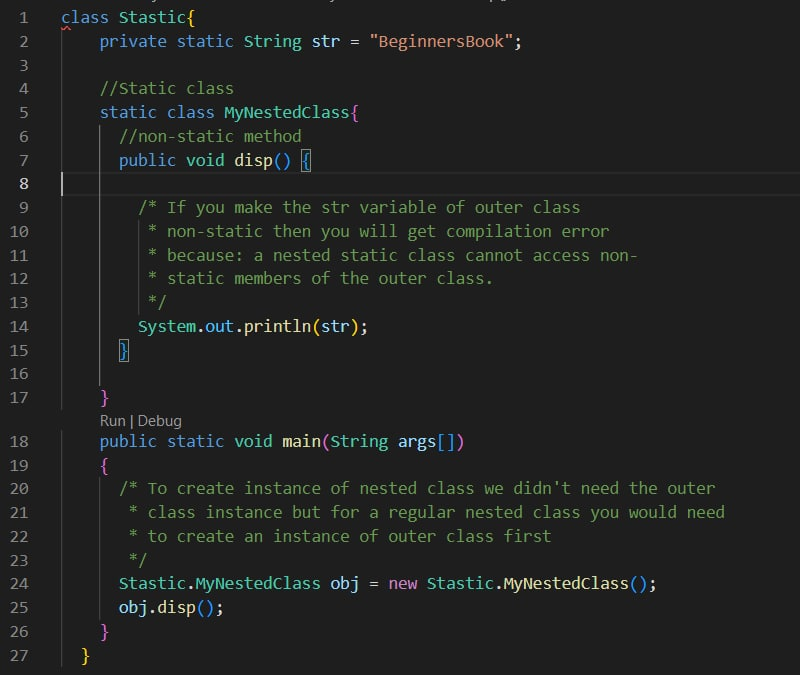 1 class Stastic{
2 private static String str = "BeginnersBook";
3
4 //Static class
5 static class MyNestedClass{
6 //non-static method
7 public void disp() {
8
9 /* If you make the str variable of outer class
10 * non-static then you will get compilation error
11 * because: a nested static class cannot access non-
12 * static members of the outer class.
13 */
14 System.out.println(str);
15 }
16
17 }
Run | Debug
18 public static void main(String args[])
19 {
20 /* To create instance of nested class we didn't need the outer
21 * class instance but for a regular nested class you would need
22 * to create an instance of outer class first
23 */
24 Stastic.MyNestedClass obj = new Stastic.MyNestedClass();
25 obj.disp();
26 }
27 }